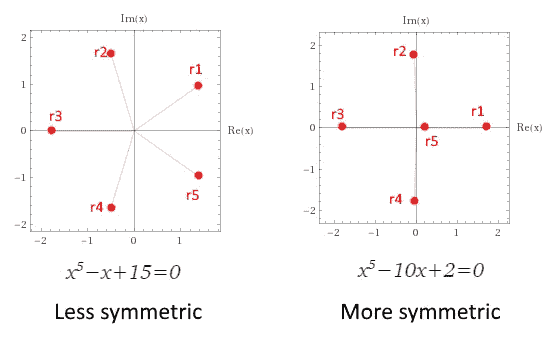 Im(x)
2
1
0
−1
−2
−2
−1
0
1
Re(x)
r1
r2
r3
r4
r5
x⁵−x+15=0
Less symmetric
Im(x)
2
1
0
−1
−2
−2
−1
0
1
2
Re(x)
r1
r2
r3
r4
r5
x⁵−10x+2=0
More symmetric